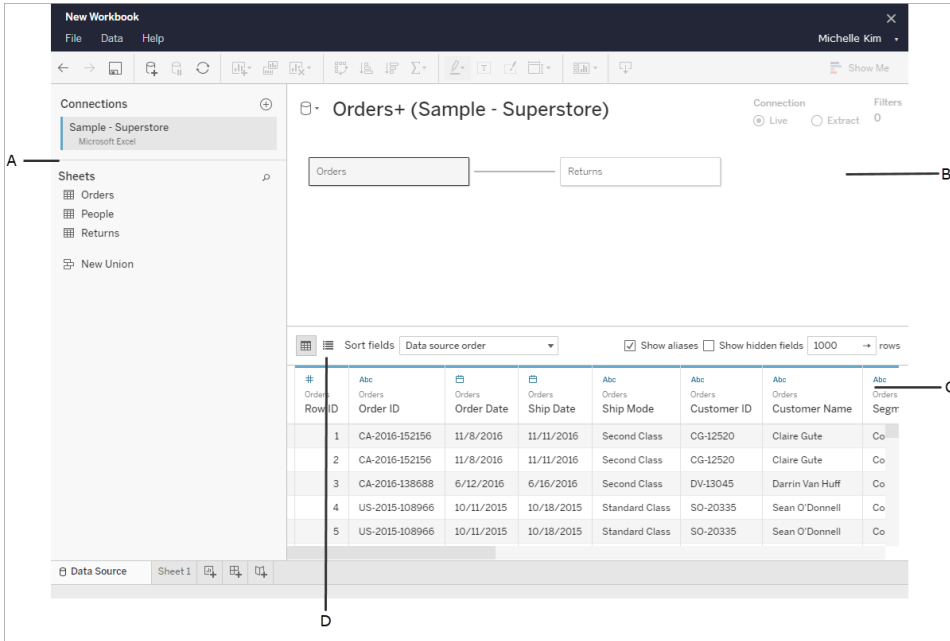 New Workbook
File Data Help Michelle Kim
Show Me
Connections
Sample - Superstore
Microsoft Excel
A
Sheets
Orders
People
Returns
New Union
Orders+ (Sample - Superstore)
Connection Filters
Live Extract 0
Orders Returns
B
Sort fields Data source order Show aliases Show hidden fields 1000 → rows
# Abc Abc Abc Abc Abc
Orders Orders Orders Orders Orders Orders Orders Orders
C
Row ID Order ID Order Date Ship Date Ship Mode Customer ID Customer Name Segm
1 CA-2016-152156 11/8/2016 11/11/2016 Second Class CG-12520 Claire Gute Co
2 CA-2016-152156 11/8/2016 11/11/2016 Second Class CG-12520 Claire Gute Co
3 CA-2016-138688 6/12/2016 6/16/2016 Second Class DV-13045 Darrin Van Huff Co
4 US-2015-108966 10/11/2015 10/18/2015 Standard Class SO-20335 Sean O'Donnell Co
5 US-2015-108966 10/11/2015 10/18/2015 Standard Class SO-20335 Sean O'Donnell Co
Data Source Sheet 1
D